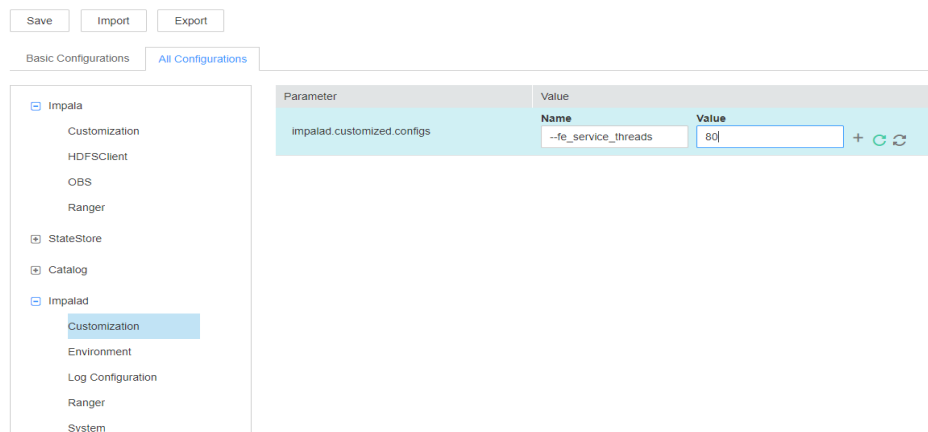 Save Import Export
Basic Configurations All Configurations
Impala
Customization
HDFSClient
OBS
Ranger
StateStore
Catalog
Impalad
Customization
Environment
Log Configuration
Ranger
System
Parameter Value
Name Value
impalad.customized.configs --fe_service_threads 80